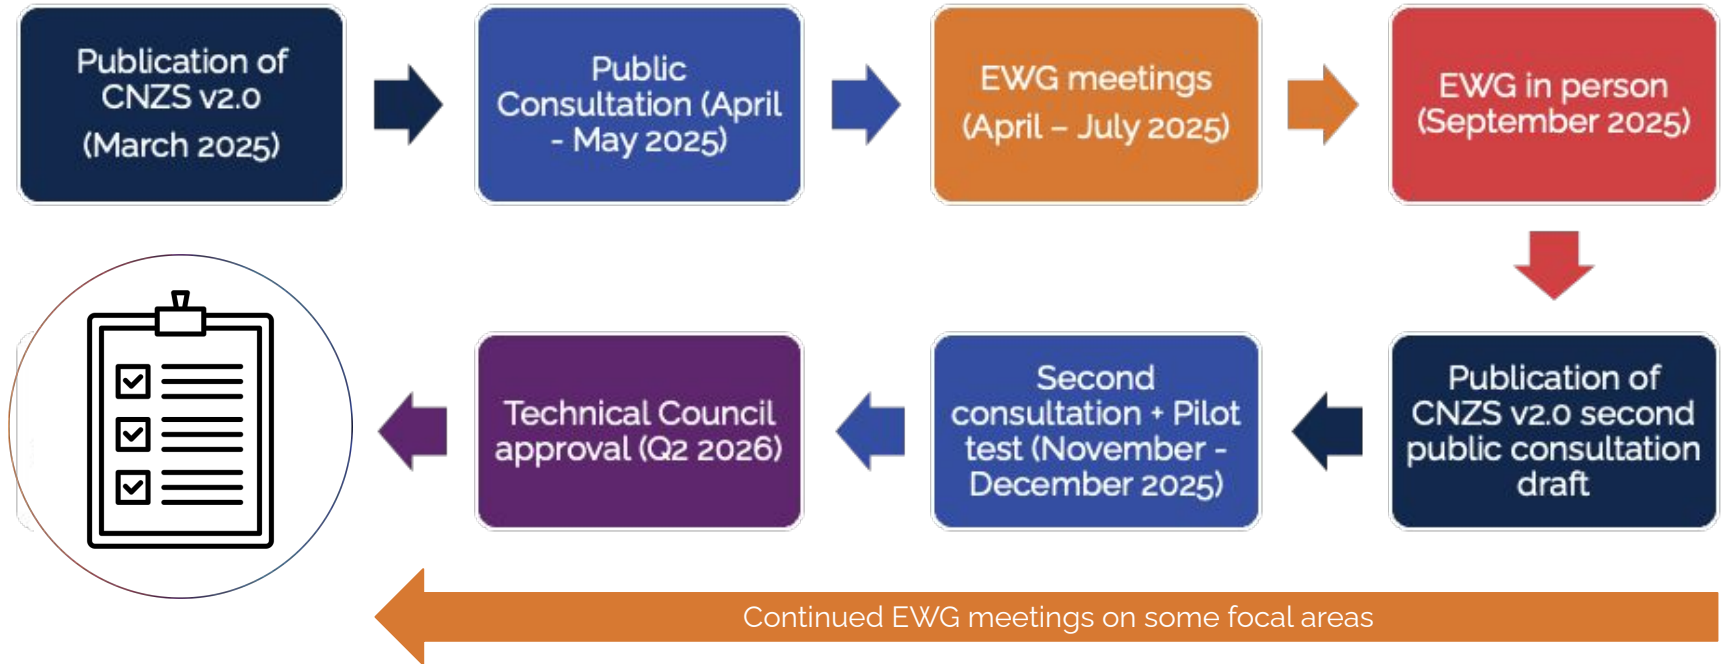 Publication of
CNZS v2.0
(March 2025)
Public
Consultation (April
- May 2025)
EWG meetings
(April – July 2025)
EWG in person
(September 2025)
Technical Council
approval (Q2 2026)
Second
consultation + Pilot
test (November -
December 2025)
Publication of
CNZS v2.0 second
public consultation
draft
Continued EWG meetings on some focal areas